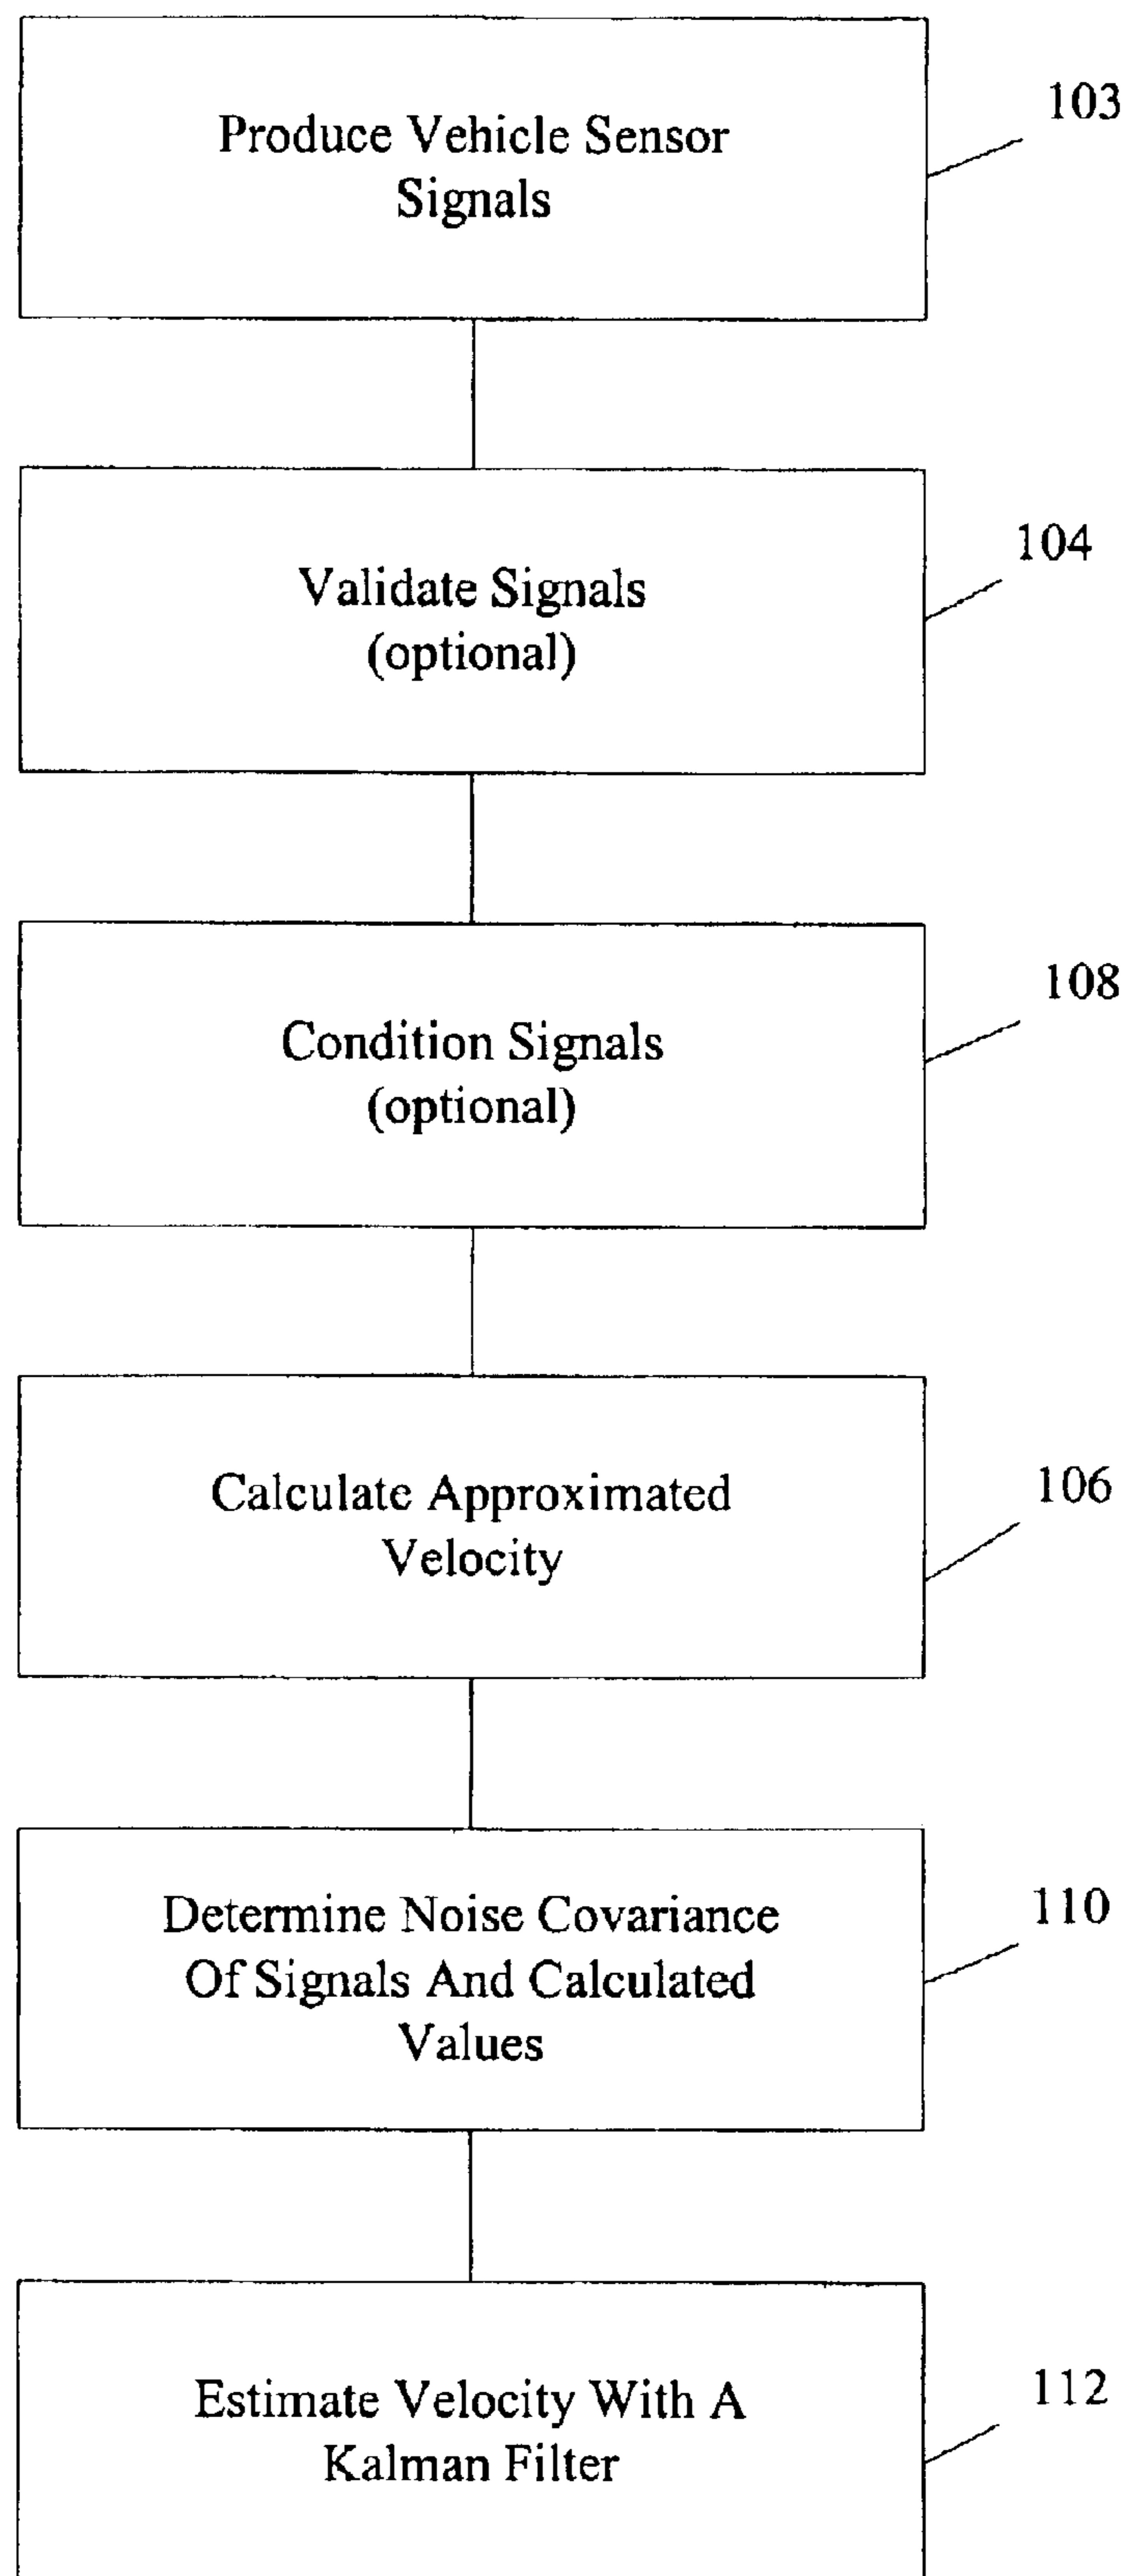 Produce Vehicle Sensor
Signals
103
Validate Signals
(optional)
104
Condition Signals
(optional)
108
Calculate Approximated
Velocity
106
Determine Noise Covariance
Of Signals And Calculated
Values
110
Estimate Velocity With A
Kalman Filter
112